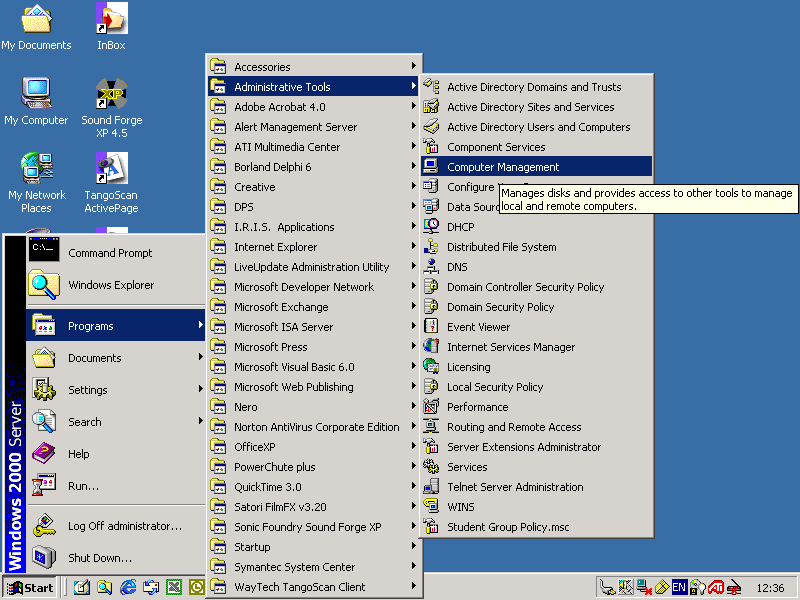 My Documents
InBox
My Computer
Sound Forge
XP 4.5
My Network
Places
TangoScan
ActivePage
Command Prompt
Windows Explorer
Programs
Documents
Settings
Search
Help
Run...
Log Off administrator...
Shut Down...
Windows 2000 Server
Accessories
Administrative Tools
Adobe Acrobat 4.0
Alert Management Server
ATI Multimedia Center
Borland Delphi 6
Creative
DPS
I.R.I.S. Applications
Internet Explorer
LiveUpdate Administration Utility
Microsoft Developer Network
Microsoft Exchange
Microsoft ISA Server
Microsoft Press
Microsoft Visual Basic 6.0
Microsoft Web Publishing
Nero
Norton AntiVirus Corporate Edition
OfficeXP
PowerChute plus
QuickTime 3.0
Satori FilmFX v3.20
Sonic Foundry Sound Forge XP
Startup
Symantec System Center
WayTech TangoScan Client
Active Directory Domains and Trusts
Active Directory Sites and Services
Active Directory Users and Computers
Component Services
Computer Management
Configure
Manages disks and provides access to other tools to manage
local and remote computers.
Data
DHCP
Distributed File System
DNS
Domain Controller Security Policy
Domain Security Policy
Event Viewer
Internet Services Manager
Licensing
Local Security Policy
Performance
Routing and Remote Access
Server Extensions Administrator
Services
Telnet Server Administration
WINS
Student Group Policy.msc
Start
EN
12:36